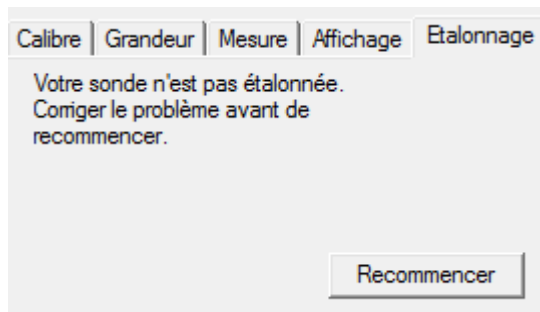 Calibre Grandeur Mesure Affichage Etalonnage
Votre sonde n'est pas étalonnée.
Corriger le problème avant de
recommencer.
Recommencer